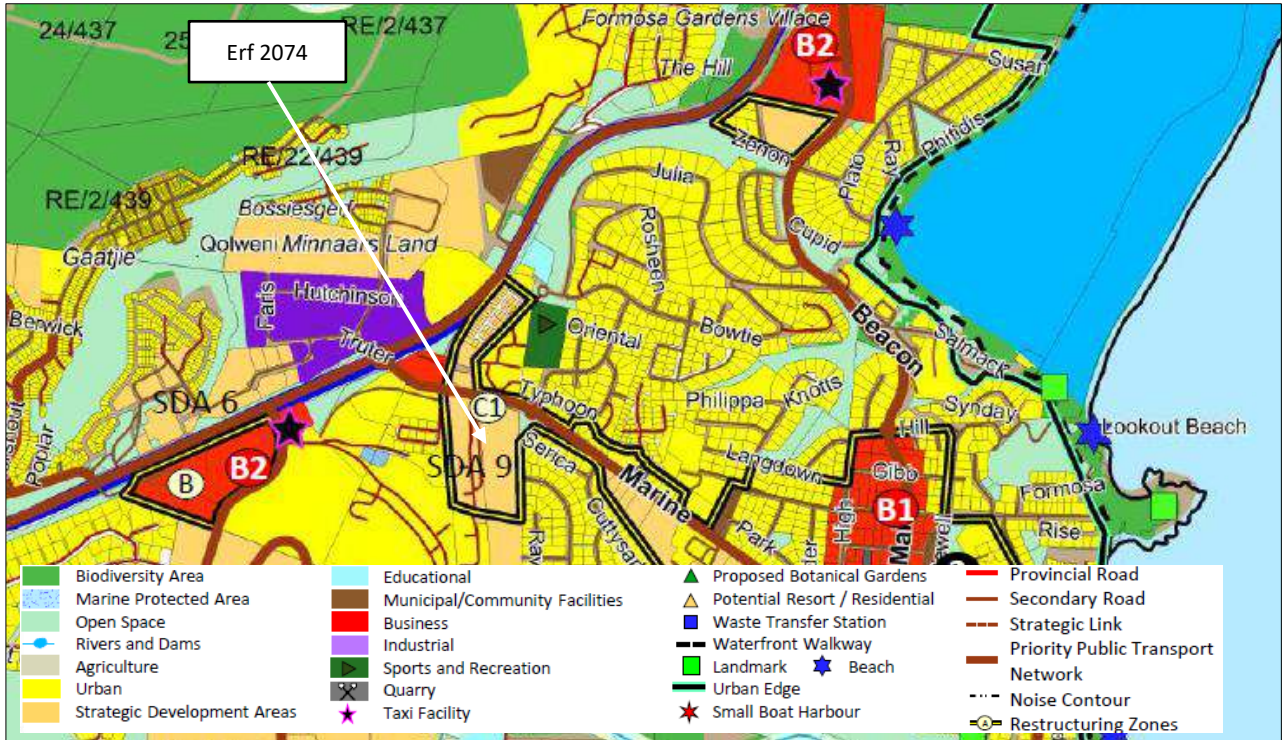 24/437
RE/2/437
Formosa Gardens Village
Erf 2074
B2
The Hill
Susan
Zenon
Plato
Ray
RE/22/439
Julia
RE/2/439
Bossiesgerf
Rosheen
Cupid
Qolweni Minnaars Land
Gaatjie
Hutchinson
Faris
Oriental
Bowtie
Beacon
Salmack
Berwick
Truter
SDA 6
C1
Typhoon
Philippa
Knotts
Synday
Lookout Beach
Poplar
Hill
B
B2
SDA 9
Serica
Langdown
Gibb
Formosa
Marine
B1
High
Rise
Cuttysar
Park
Biodiversity Area
Marine Protected Area
Open Space
Rivers and Dams
Agriculture
Urban
Strategic Development Areas
Educational
Municipal/Community Facilities
Business
Industrial
Sports and Recreation
Quarry
Taxi Facility
Proposed Botanical Gardens
Potential Resort / Residential
Waste Transfer Station
Waterfront Walkway
Landmark
Beach
Urban Edge
Small Boat Harbour
Provincial Road
Secondary Road
Strategic Link
Priority Public Transport
Network
Noise Contour
A
Restructuring Zones